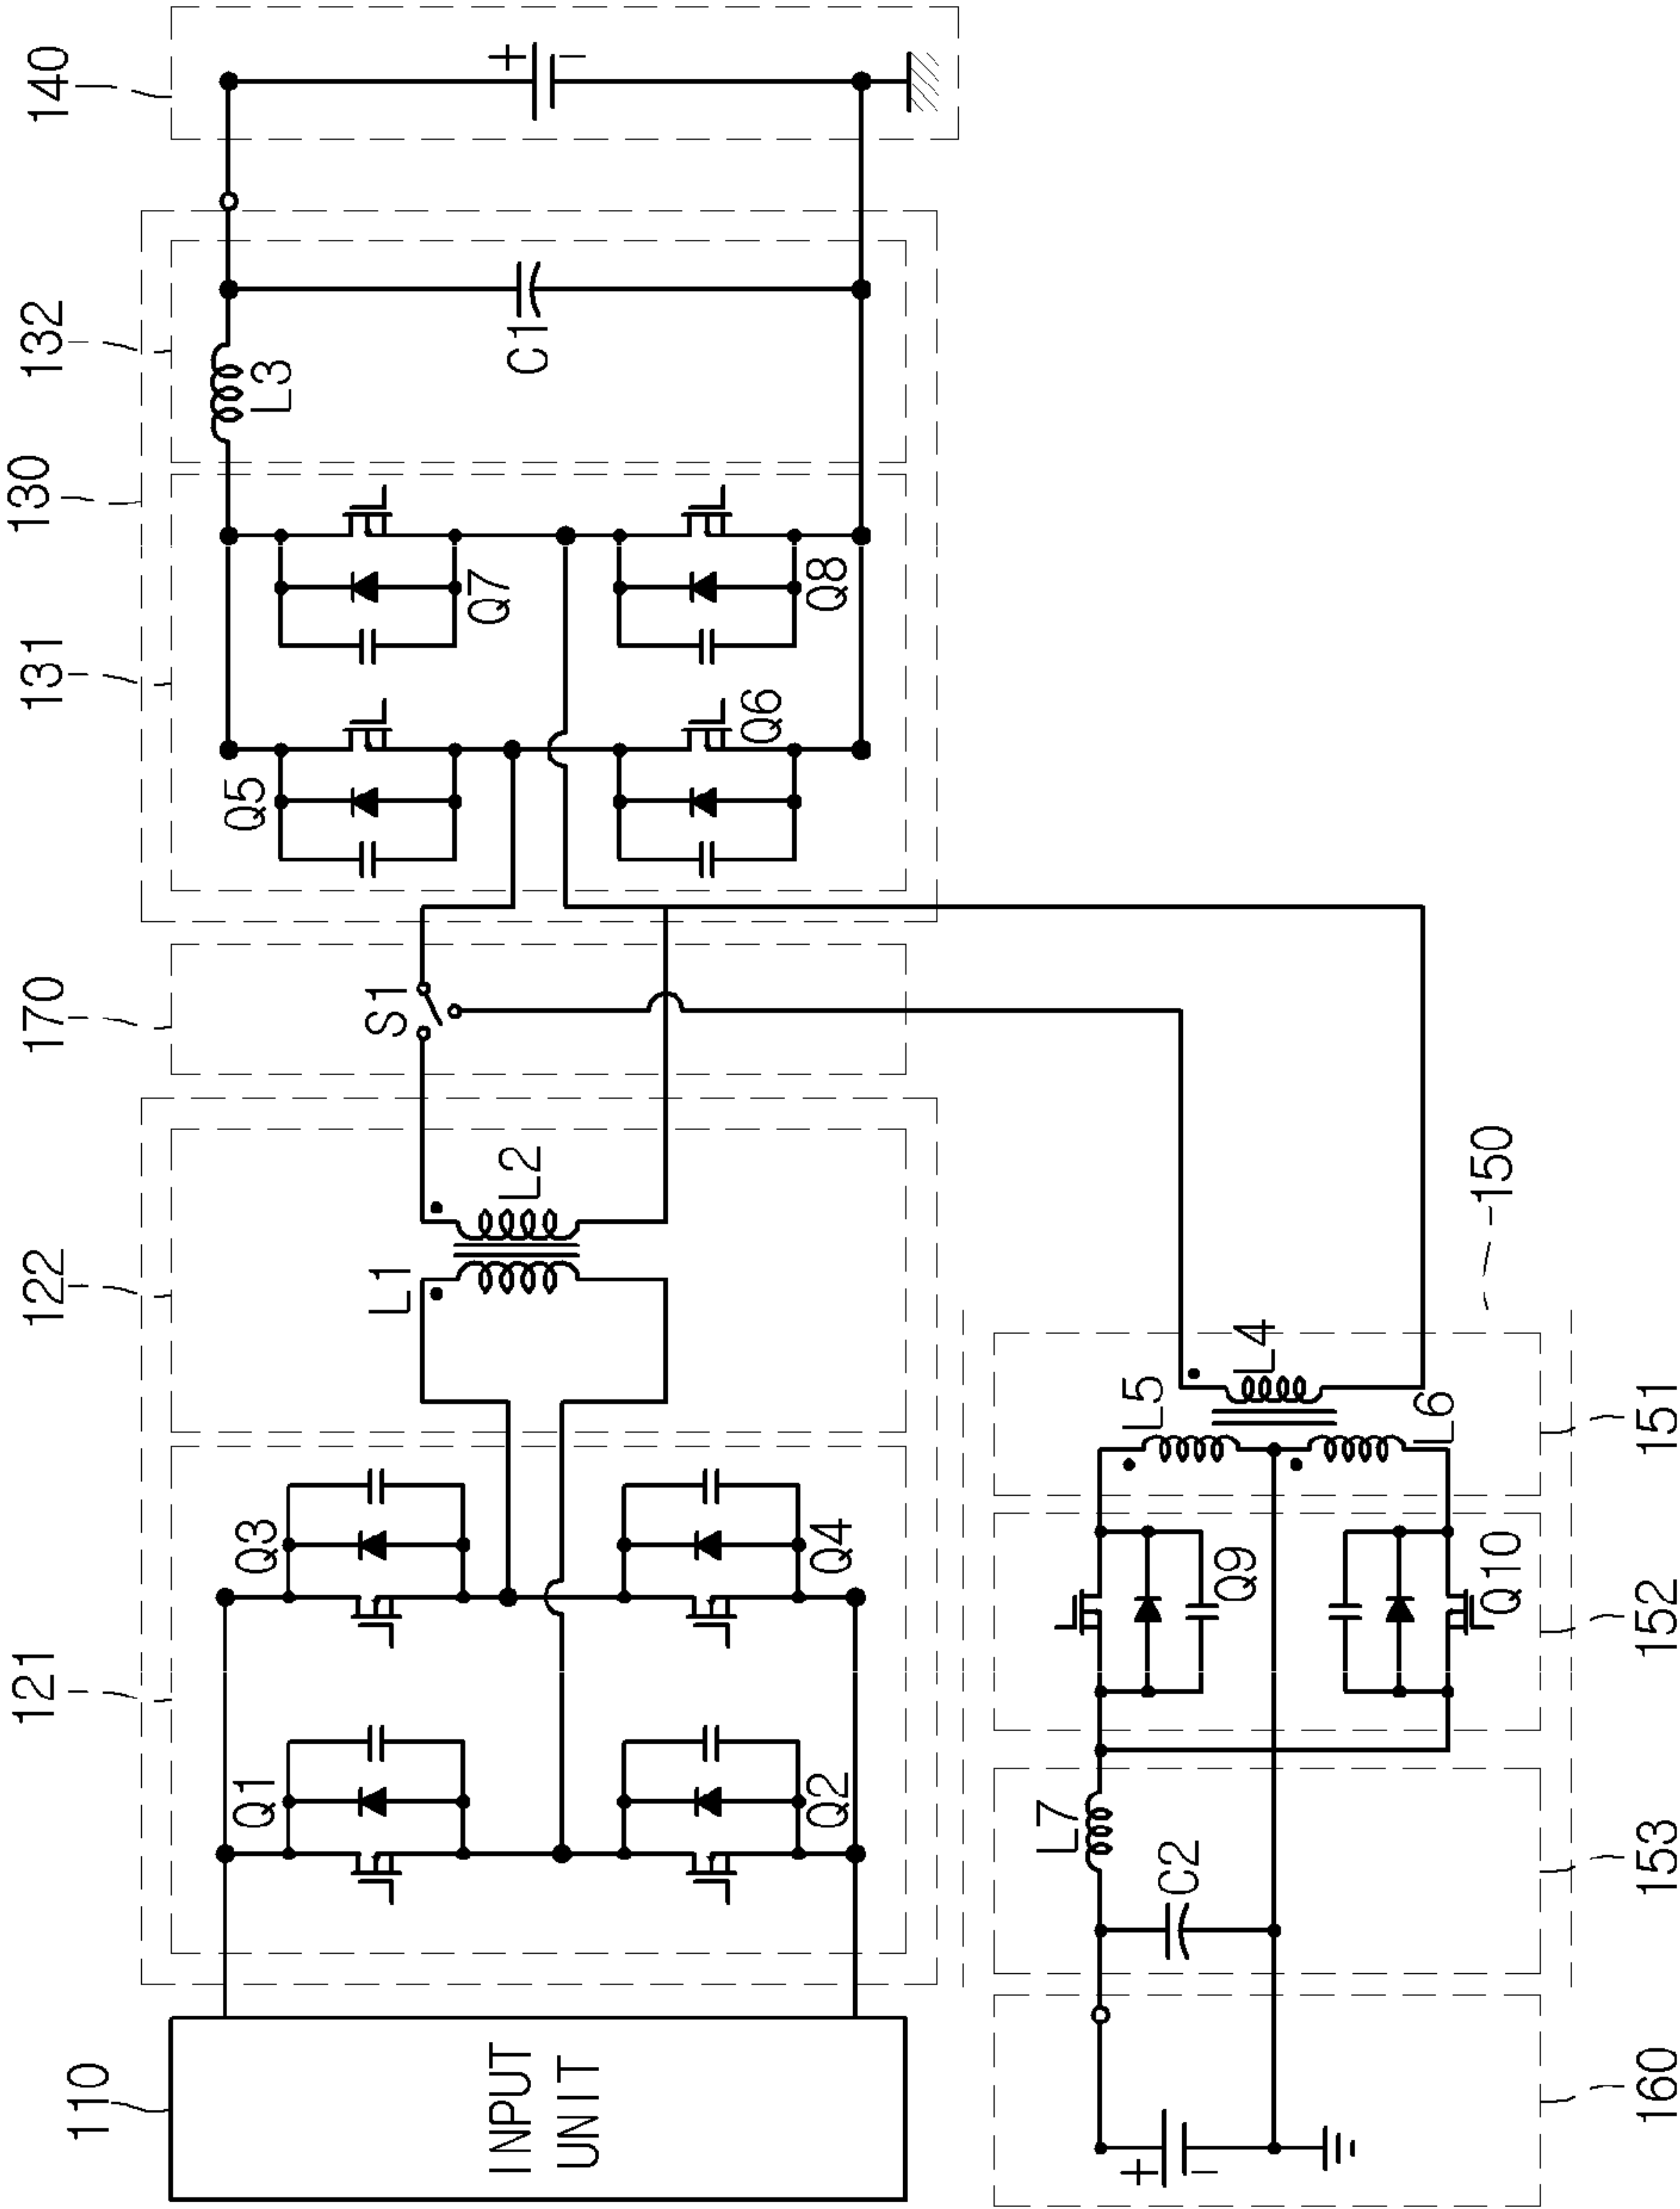 110
121
122
170
131
130
132
140
INPUT
UNIT
Q1
Q3
L1
L2
S1
Q5
Q7
L3
C1
Q2
Q4
Q6
Q8
+
−
150
L7
C2
Q9
L5
L4
L6
Q10
+
−
160
153
152
151